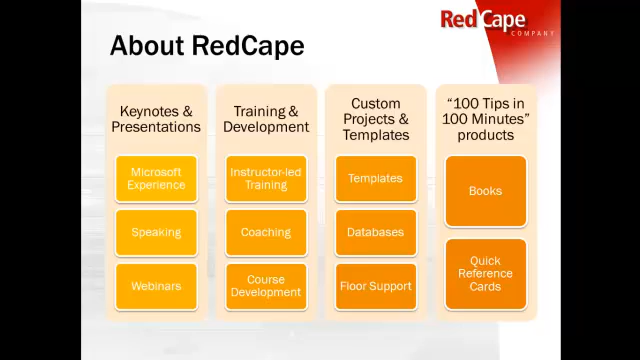 RedCape
COMPANY
About RedCape
Keynotes &
Presentations
Microsoft
Experience
Speaking
Webinars
Training &
Development
Instructor-led
Training
Coaching
Course
Development
Custom
Projects &
Templates
Templates
Databases
Floor Support
“100 Tips in
100 Minutes”
products
Books
Quick
Reference
Cards